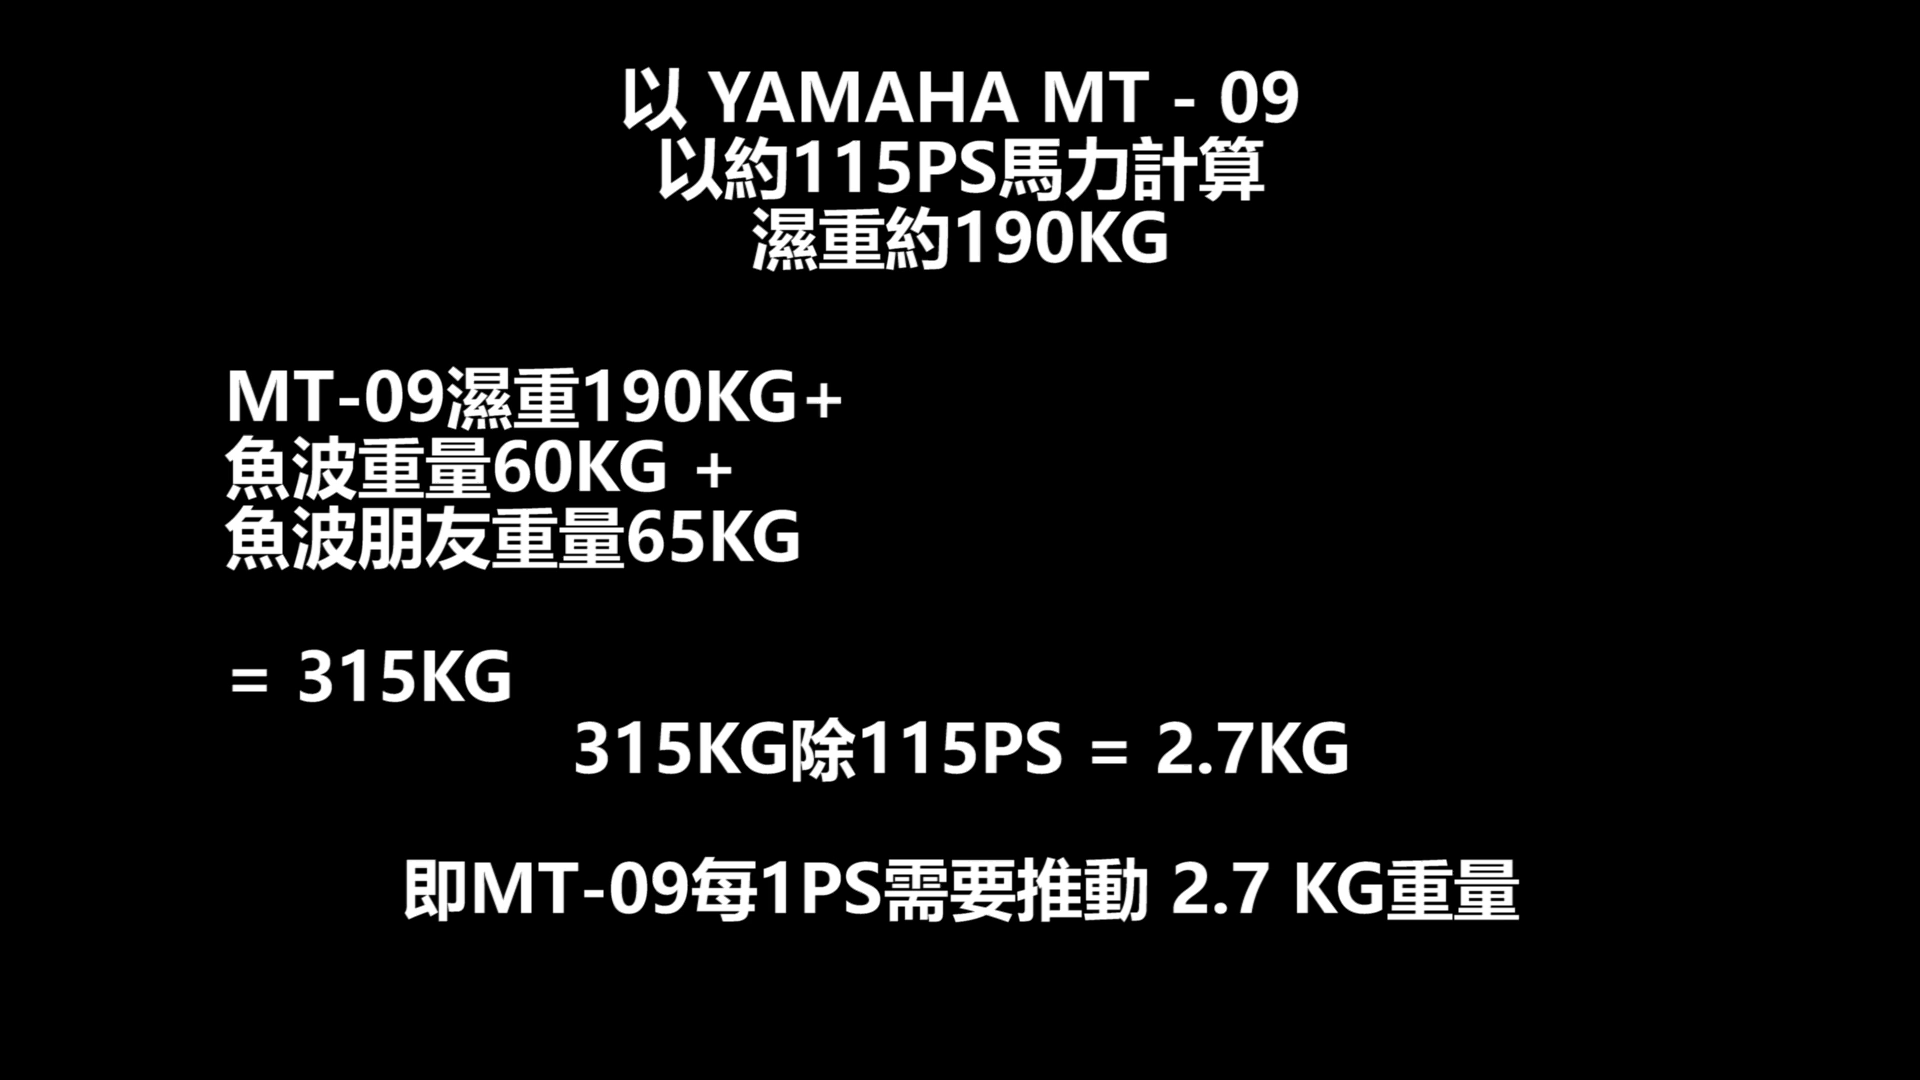 以 YAMAHA MT - 09
以約115PS馬力計算
濕重約190KG
MT-09濕重190KG+
魚波重量60KG +
魚波朋友重量65KG
= 315KG
315KG除115PS = 2.7KG
即MT-09每1PS需要推動 2.7 KG重量